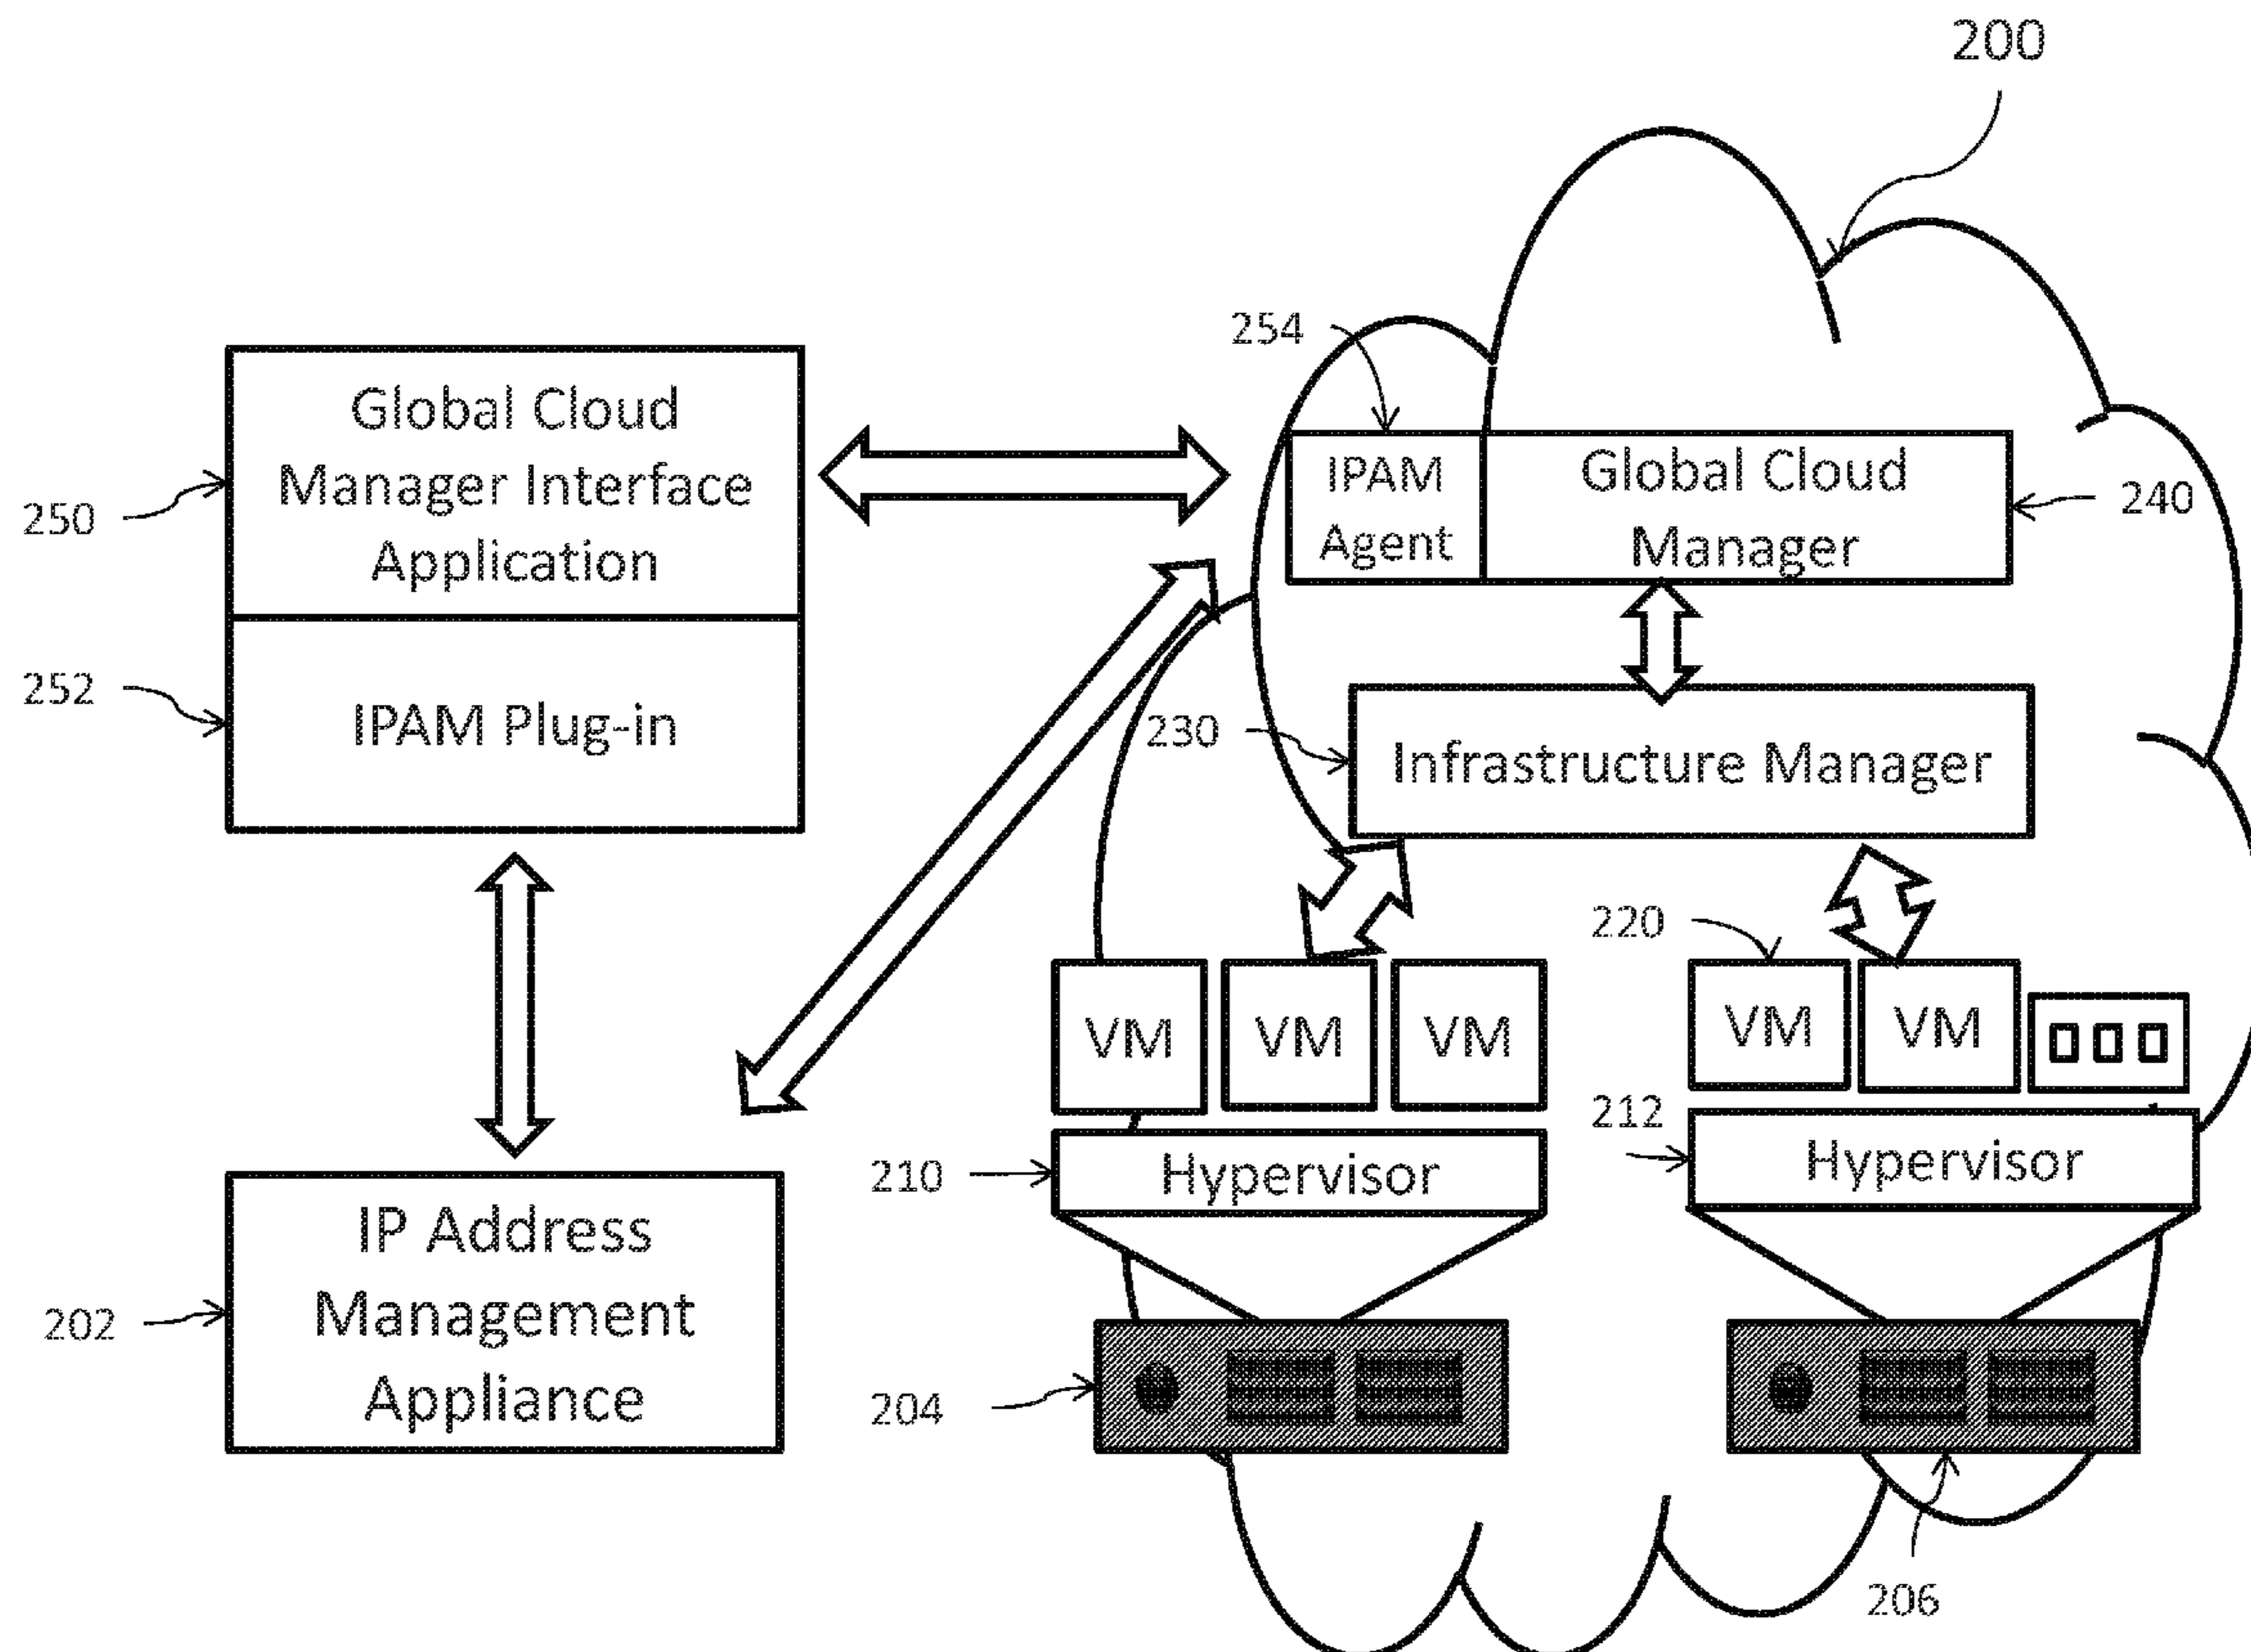 200
254
Global Cloud
Manager Interface
Application
250
IPAM
Agent
Global Cloud
Manager
240
252
IPAM Plug-in
230
Infrastructure Manager
220
VM
VM
VM
VM
VM
212
210
Hypervisor
Hypervisor
IP Address
Management
Appliance
202
204
206